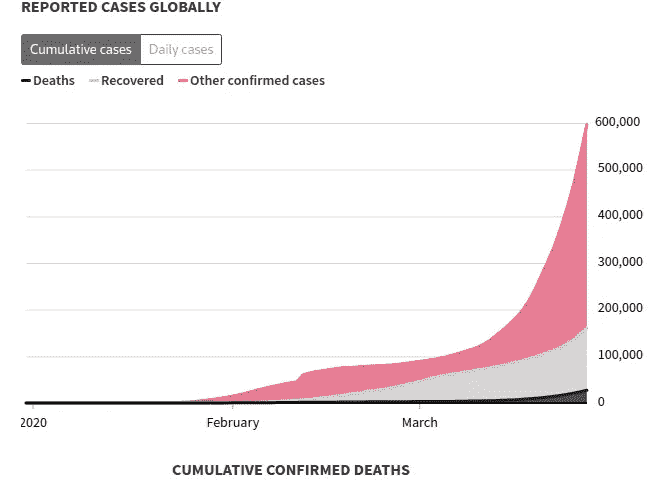 REPORTED CASES GLOBALLY
Cumulative cases Daily cases
Deaths Recovered Other confirmed cases
600,000
500,000
400,000
300,000
200,000
100,000
0
2020 February March
CUMULATIVE CONFIRMED DEATHS